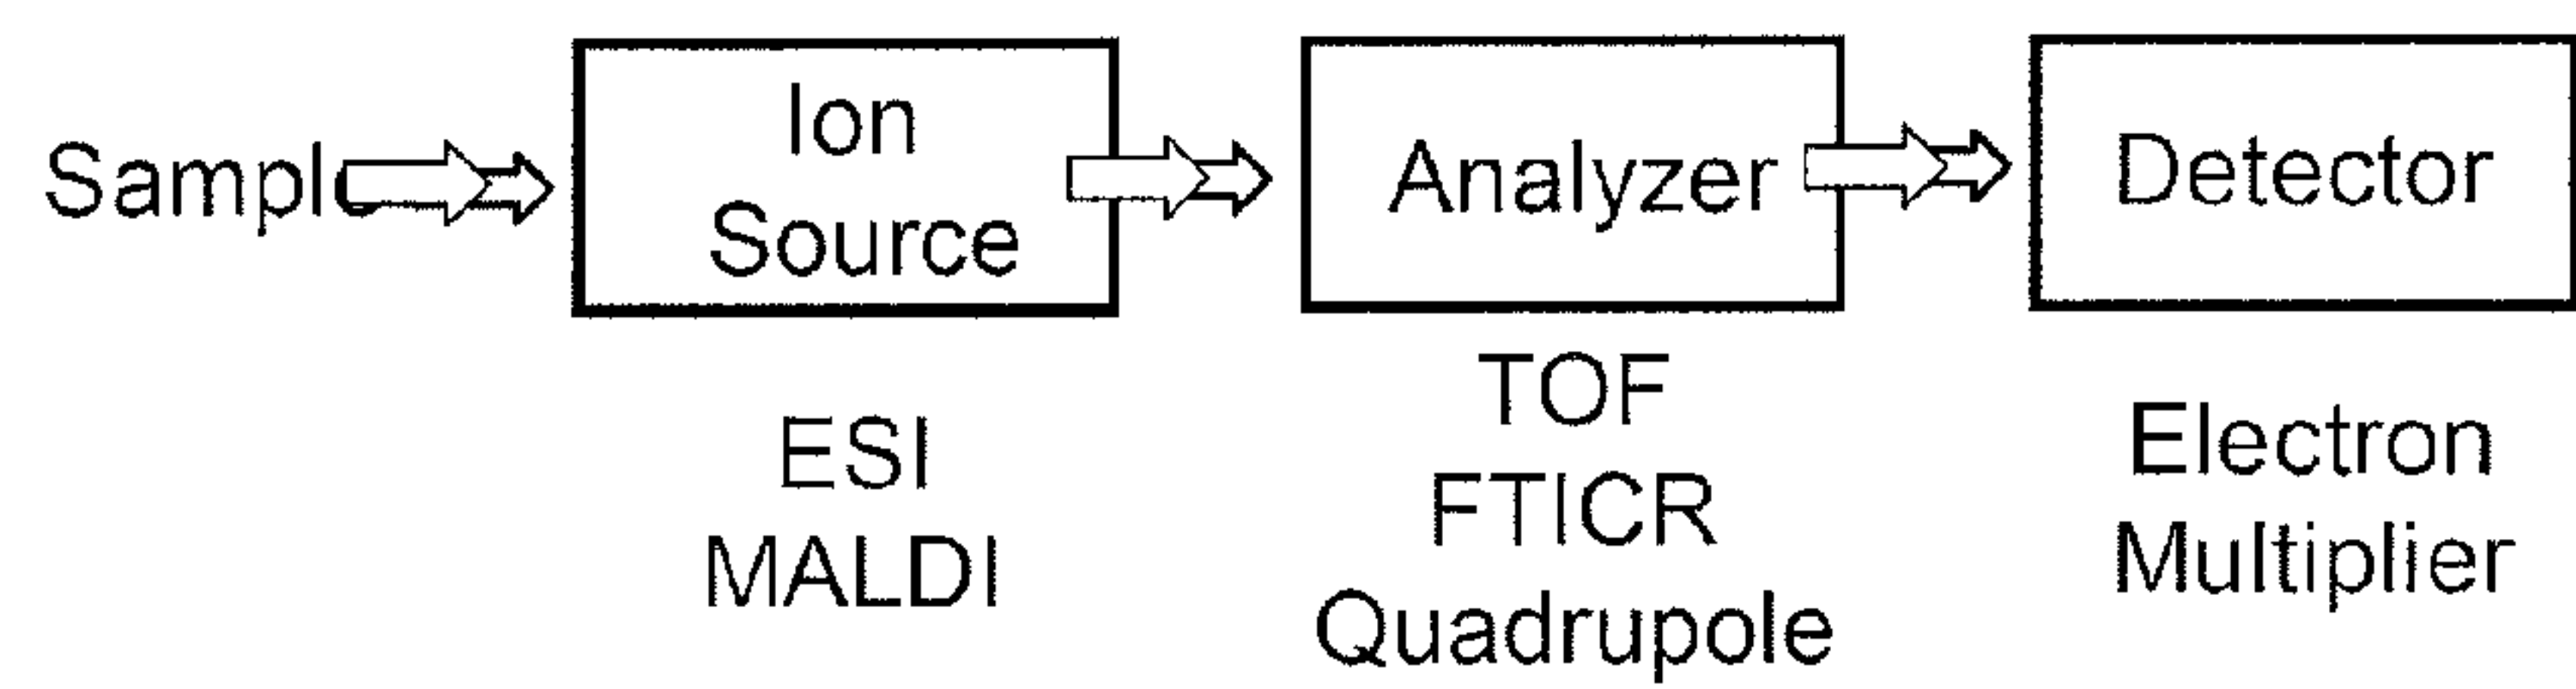 Sample
Ion
Source
Analyzer
Detector
ESI
MALDI
TOF
FTICR
Quadrupole
Electron
Multiplier